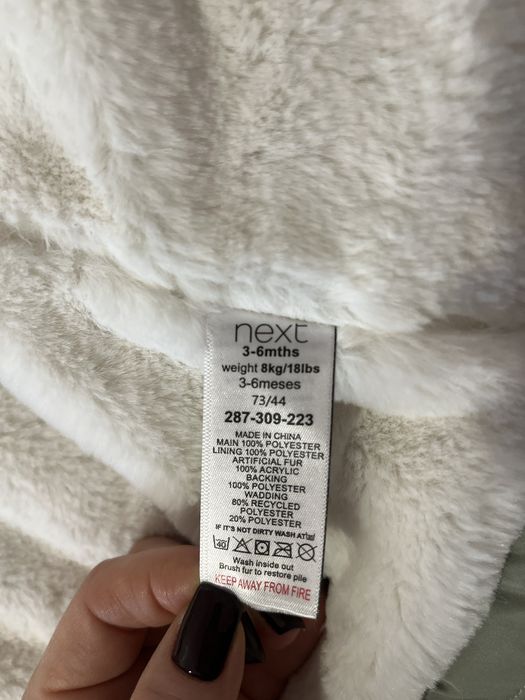 next
3-6mths
weight 8kg/18lbs
3-6meses
73/44
287-309-223
MADE IN CHINA
MAIN 100% POLYESTER
LINING 100% POLYESTER
ARTIFICIAL FUR
100% ACRYLIC
BACKING
100% POLYESTER
WADDING
80% RECYCLED
POLYESTER
20% POLYESTER
IF IT'S NOT DIRTY WASH AT
40
Wash inside out
Brush fur to restore pile
KEEP AWAY FROM FIRE